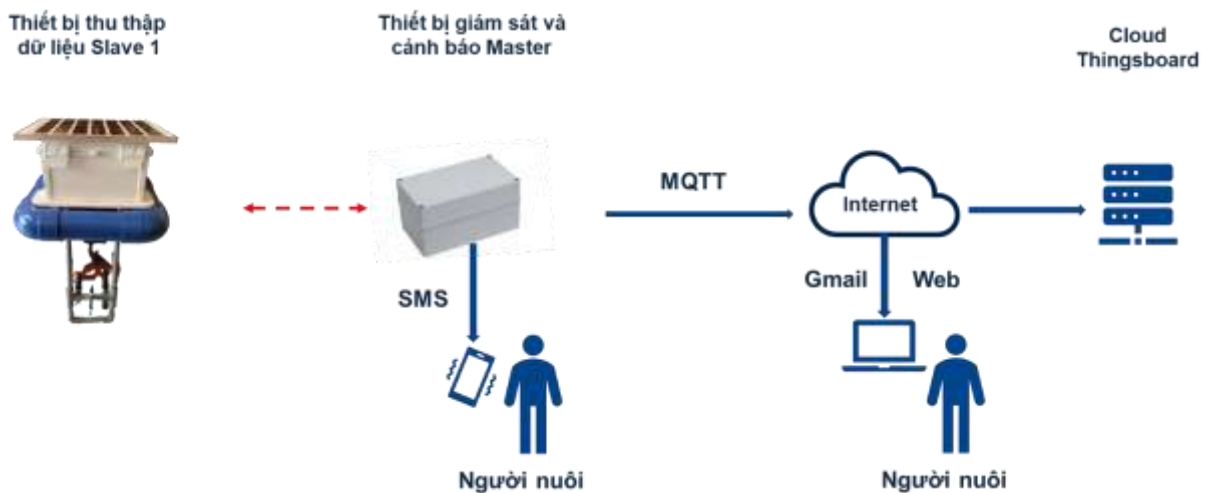 Thiết bị thu thập
dữ liệu Slave 1
Thiết bị giám sát và
cảnh báo Master
Cloud
Thingsboard
MQTT
Internet
SMS
Gmail
Web
Người nuôi
Người nuôi